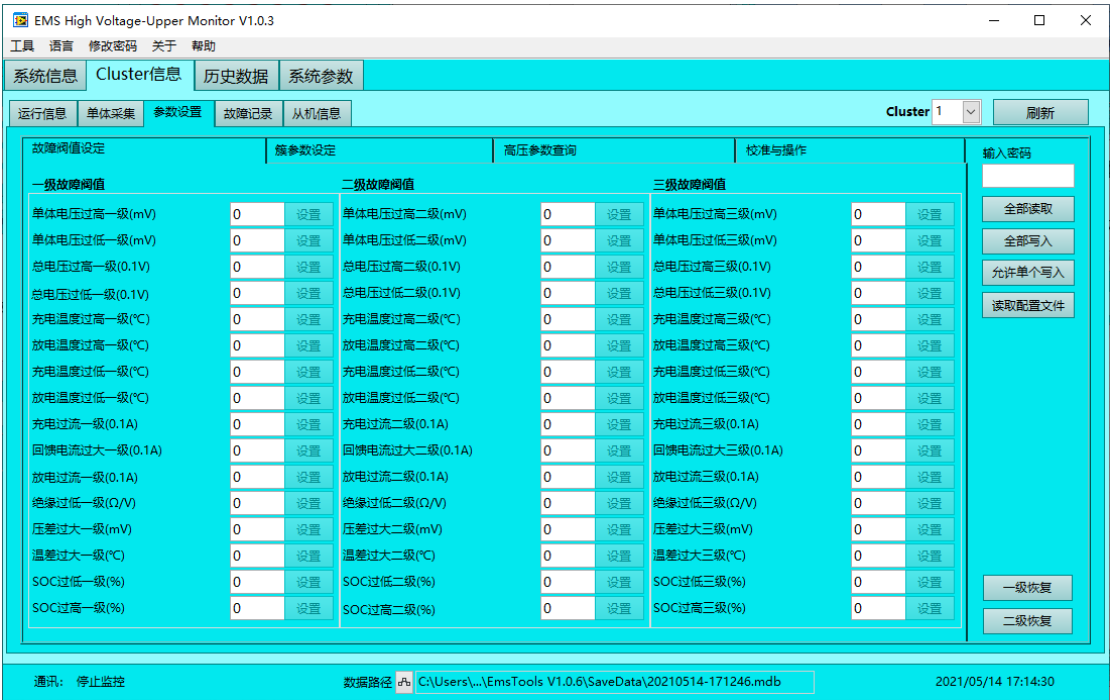 EMS High Voltage-Upper Monitor V1.0.3
工具 语言 修改密码 关于 帮助
系统信息 Cluster信息 历史数据 系统参数
运行信息 单体采集 参数设置 故障记录 从机信息 Cluster 1 刷新
故障阀值设定 簇参数设定 高压参数查询 校准与操作 输入密码
一级故障阀值 二级故障阀值 三级故障阀值
单体电压过高一级(mV) 0 设置 单体电压过高二级(mV) 0 设置 单体电压过高三级(mV) 0 设置 全部读取
单体电压过低一级(mV) 0 设置 单体电压过低二级(mV) 0 设置 单体电压过低三级(mV) 0 设置 全部写入
总电压过高一级(0.1V) 0 设置 总电压过高二级(0.1V) 0 设置 总电压过高三级(0.1V) 0 设置 允许单个写入
总电压过低一级(0.1V) 0 设置 总电压过低二级(0.1V) 0 设置 总电压过低三级(0.1V) 0 设置 读取配置文件
充电温度过高一级(℃) 0 设置 充电温度过高二级(℃) 0 设置 充电温度过高三级(℃) 0 设置
放电温度过高一级(℃) 0 设置 放电温度过高二级(℃) 0 设置 放电温度过高三级(℃) 0 设置
充电温度过低一级(℃) 0 设置 充电温度过低二级(℃) 0 设置 充电温度过低三级(℃) 0 设置
放电温度过低一级(℃) 0 设置 放电温度过低二级(℃) 0 设置 放电温度过低三级(℃) 0 设置
充电过流一级(0.1A) 0 设置 充电过流二级(0.1A) 0 设置 充电过流三级(0.1A) 0 设置
回馈电流过大一级(0.1A) 0 设置 回馈电流过大二级(0.1A) 0 设置 回馈电流过大三级(0.1A) 0 设置
放电过流一级(0.1A) 0 设置 放电过流二级(0.1A) 0 设置 放电过流三级(0.1A) 0 设置
绝缘过低一级(Ω/V) 0 设置 绝缘过低二级(Ω/V) 0 设置 绝缘过低三级(Ω/V) 0 设置
压差过大一级(mV) 0 设置 压差过大二级(mV) 0 设置 压差过大三级(mV) 0 设置
温差过大一级(℃) 0 设置 温差过大二级(℃) 0 设置 温差过大三级(℃) 0 设置
SOC过低一级(%) 0 设置 SOC过低二级(%) 0 设置 SOC过低三级(%) 0 设置 一级恢复
SOC过高一级(%) 0 设置 SOC过高二级(%) 0 设置 SOC过高三级(%) 0 设置 二级恢复
通讯: 停止监控 数据路径 C:\Users\...\EmsTools V1.0.6\SaveData\20210514-171246.mdb 2021/05/14 17:14:30